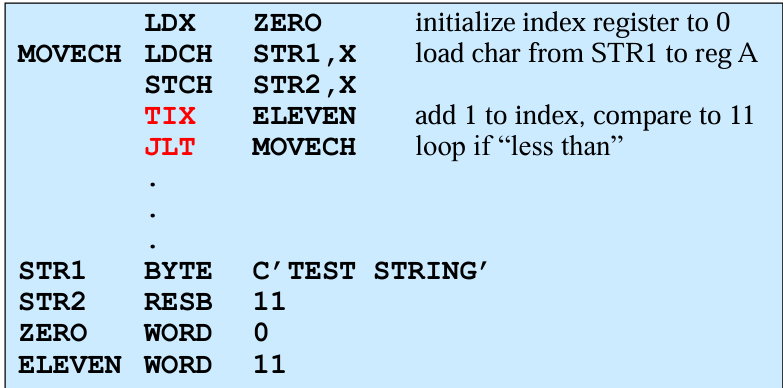 LDX ZERO initialize index register to 0
MOVECH LDCH STR1,X load char from STR1 to reg A
STCH STR2,X
TIX ELEVEN add 1 to index, compare to 11
JLT MOVECH loop if “less than”
.
.
.
STR1 BYTE C’TEST STRING’
STR2 RESB 11
ZERO WORD 0
ELEVEN WORD 11